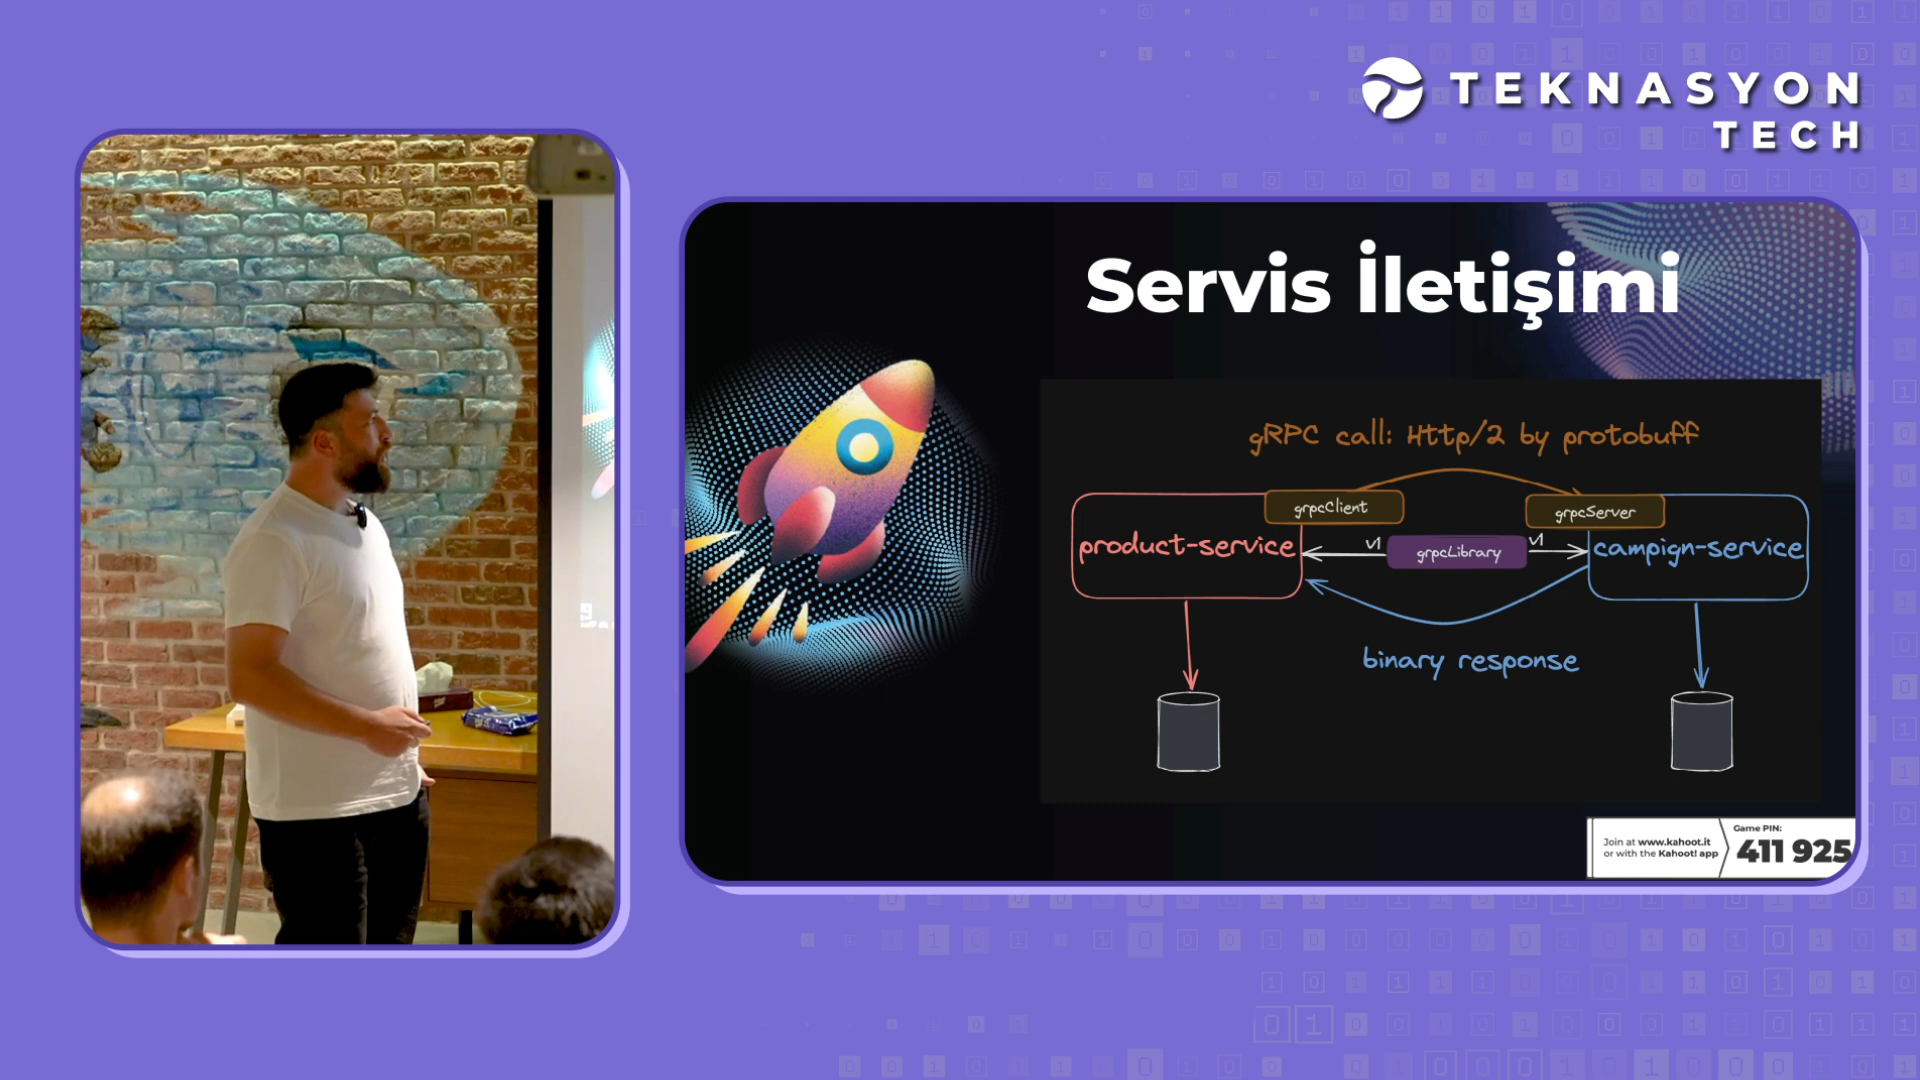 TEKNASYON
TECH
Servis İletişimi
gRPC call: Http/2 by protobuff
grpcClient
grpcServer
product-service
v1
grpcLibrary
v1
campign-service
binary response
Join at www.kahoot.it
or with the Kahoot! app
Game PIN:
411 925